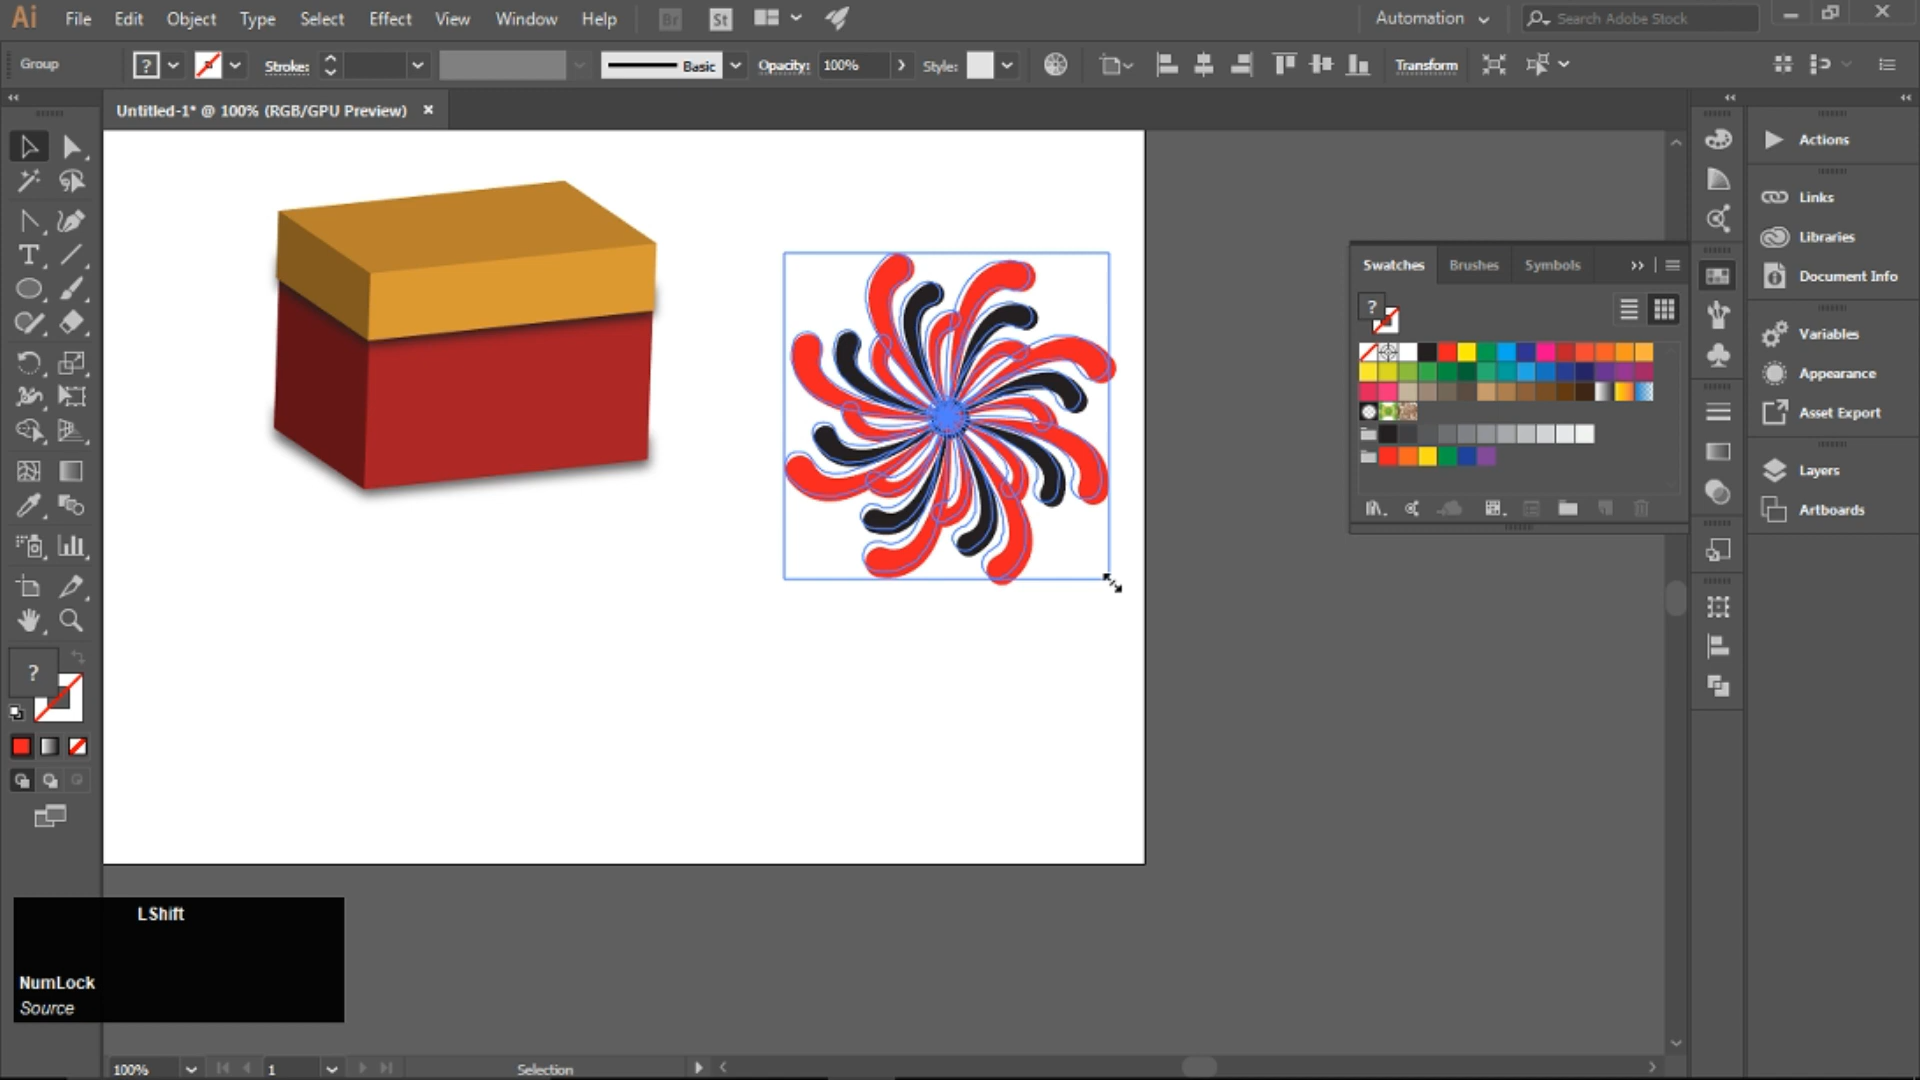 Ai File Edit Object Type Select Effect View Window Help Br St Automation Search Adobe Stock
Group ? Stroke: Basic Opacity: 100% Style: Transform
Untitled-1* @ 100% (RGB/GPU Preview)
Actions
Links
Libraries
Document Info
Variables
Appearance
Asset Export
Layers
Artboards
Swatches Brushes Symbols
?
T
?
LShift
NumLock
Source
100% 1 Selection